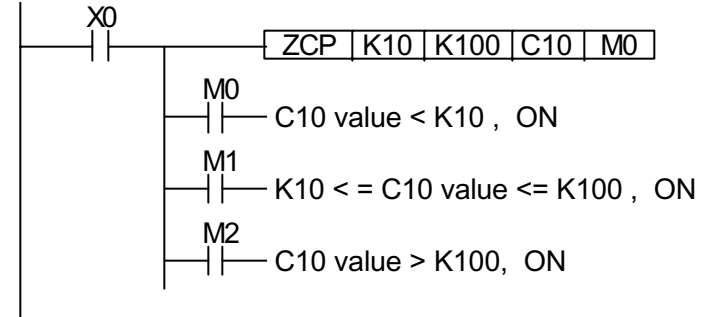 X0
ZCP K10 K100 C10 M0
M0
C10 value < K10 , ON
M1
K10 < = C10 value <= K100 , ON
M2
C10 value > K100, ON